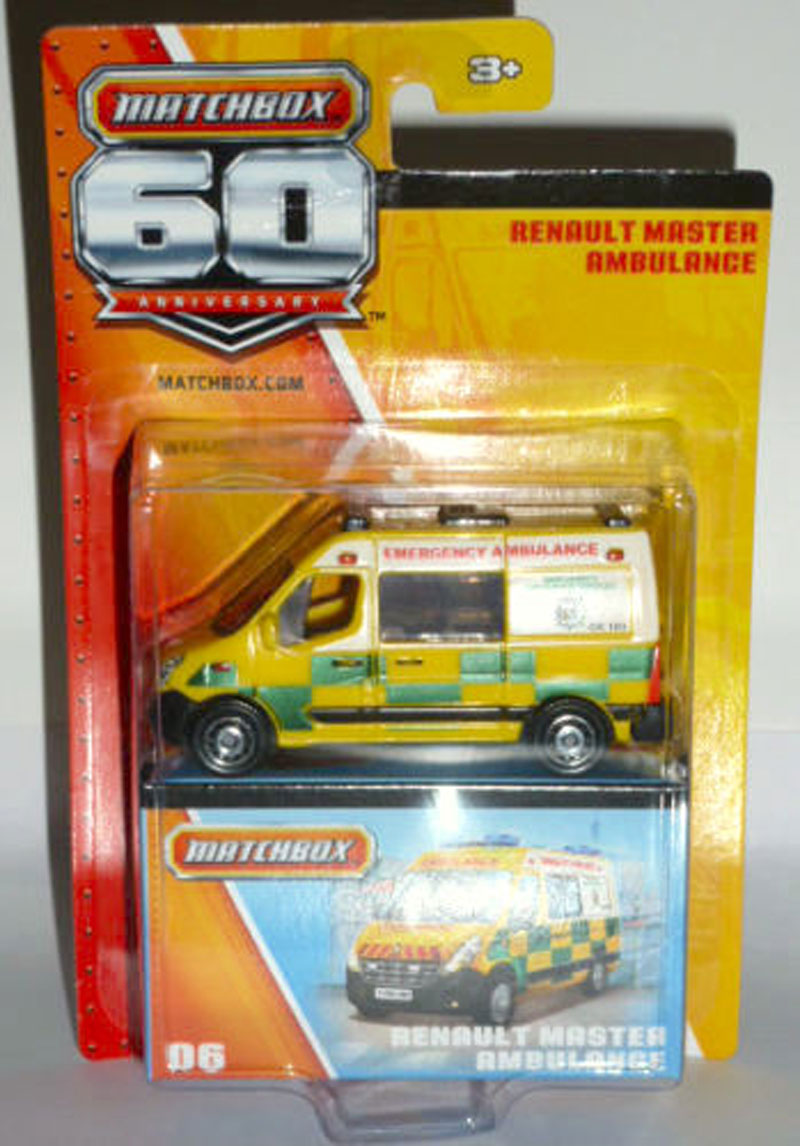 3+
MATCHBOX
60
ANNIVERSARY
TM
RENAULT MASTER
AMBULANCE
MATCHBOX.COM
EMERGENCY AMBULANCE
MATCHBOX
06
RENAULT MASTER
AMBULANCE